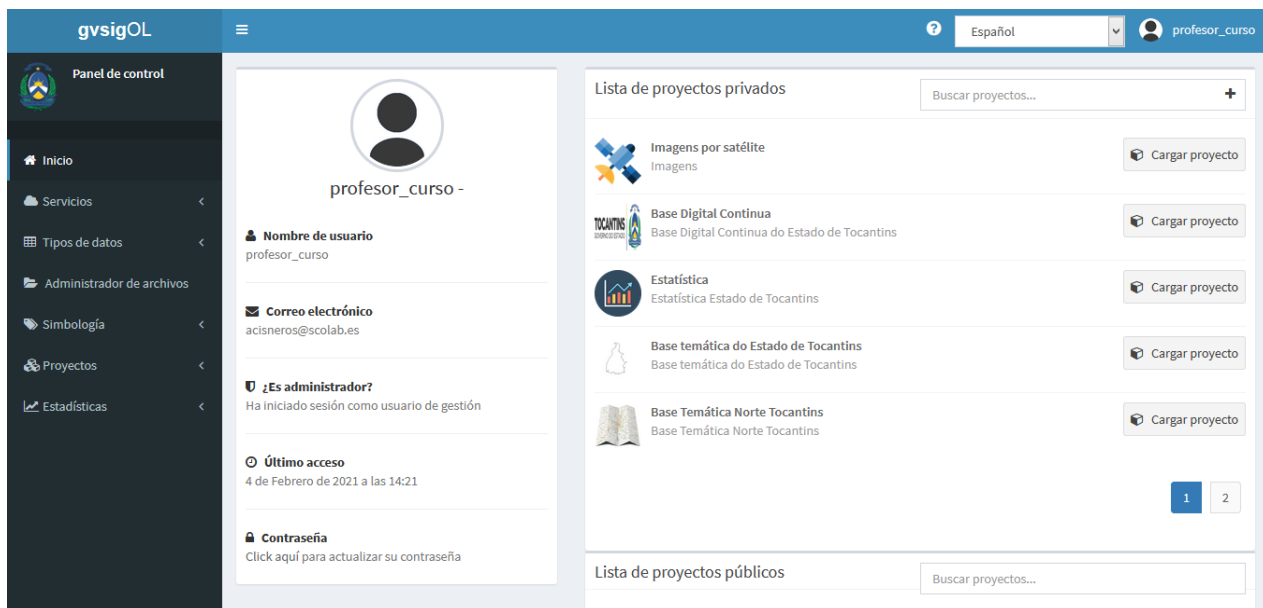 gvsigOL
Español
profesor_curso
Panel de control
Inicio
Servicios
Tipos de datos
Administrador de archivos
Simbología
Proyectos
Estadísticas
profesor_curso -
Nombre de usuario
profesor_curso
Correo electrónico
acisneros@scolab.es
¿Es administrador?
Ha iniciado sesión como usuario de gestión
Último acceso
4 de Febrero de 2021 a las 14:21
Contraseña
Click aquí para actualizar su contraseña
Lista de proyectos privados
Buscar proyectos...
Imagens por satélite
Imagens
Cargar proyecto
TOCANTINS
Base Digital Continua
Base Digital Continua do Estado de Tocantins
Cargar proyecto
Estatística
Estatística Estado de Tocantins
Cargar proyecto
Base temática do Estado de Tocantins
Base temática do Estado de Tocantins
Cargar proyecto
Base Temática Norte Tocantins
Base Temática Norte Tocantins
Cargar proyecto
1 2
Lista de proyectos públicos
Buscar proyectos...